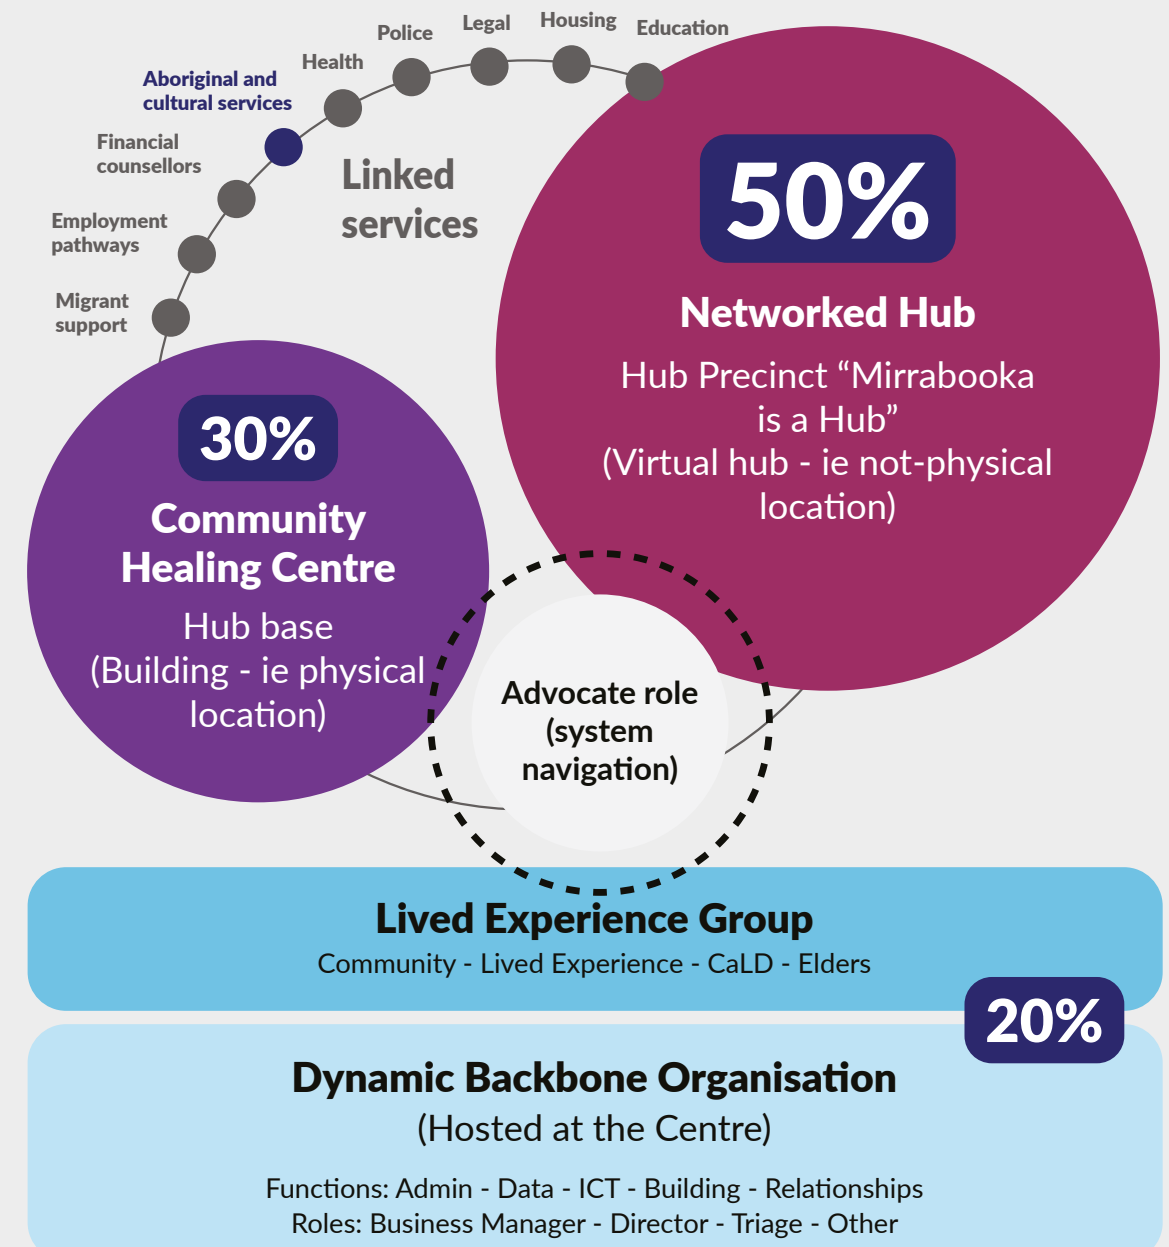 Education
Housing
Legal
Police
Health
Aboriginal and
cultural services
Financial
counsellors
Employment
pathways
Migrant
support
Linked
services
50%
Networked Hub
Hub Precinct “Mirrabooka
is a Hub”
(Virtual hub - ie not-physical
location)
30%
Community
Healing Centre
Hub base
(Building - ie physical
location)
Advocate role
(system
navigation)
Lived Experience Group
Community - Lived Experience - CaLD - Elders
20%
Dynamic Backbone Organisation
(Hosted at the Centre)
Functions: Admin - Data - ICT - Building - Relationships
Roles: Business Manager - Director - Triage - Other